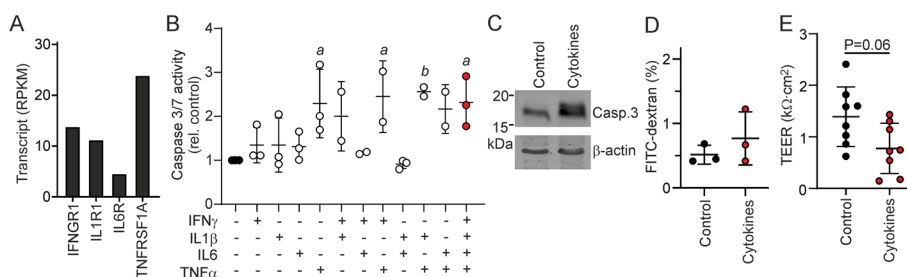 A
Transcript (RPKM)
30
20
10
0
IFNGR1
IL1R1
IL6R
TNFRSF1A
B
Caspase 3/7 activity
(rel. control)
4
3
2
1
0
a
a
b
a
IFNγ - + - - - + + + - - - +
IL1β - - + - - + - - + + - +
IL6 - - - + - - + - + - + +
TNFα - - - - + - - + - + + +
C
Control
Cytokines
20
15
kDa
Casp.3
β-actin
D
FITC-dextran (%)
2
1
0
Control
Cytokines
E
TEER (kΩ·cm²)
3
2
1
0
P=0.06
Control
Cytokines